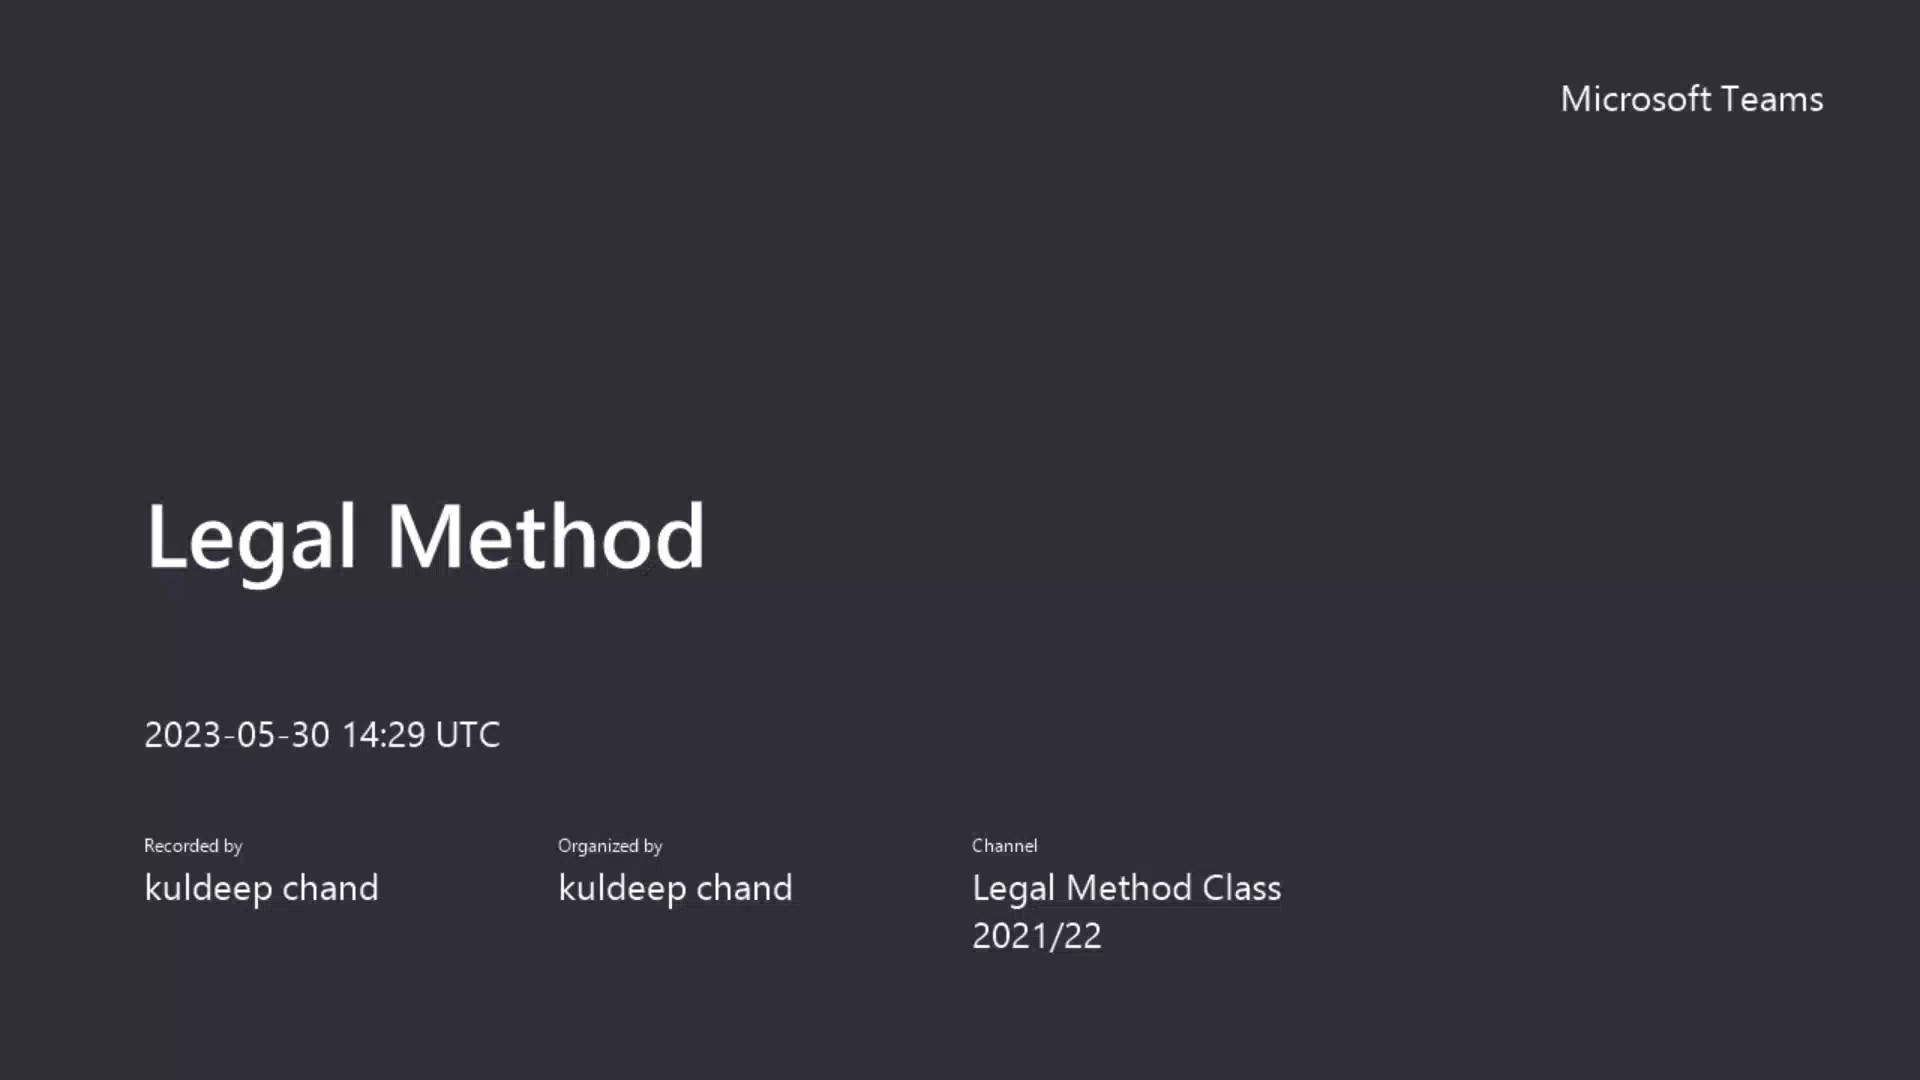 Microsoft Teams
Legal Method
2023-05-30 14:29 UTC
Recorded by
kuldeep chand
Organized by
kuldeep chand
Channel
Legal Method Class
2021/22